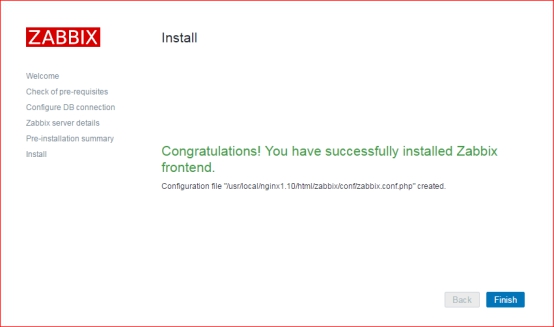 ZABBIX
Install
Welcome
Check of pre-requisites
Configure DB connection
Zabbix server details
Pre-installation summary
Install
Congratulations! You have successfully installed Zabbix
frontend.
Configuration file "/usr/local/nginx1.10/html/zabbix/conf/zabbix.conf.php" created.
Back
Finish